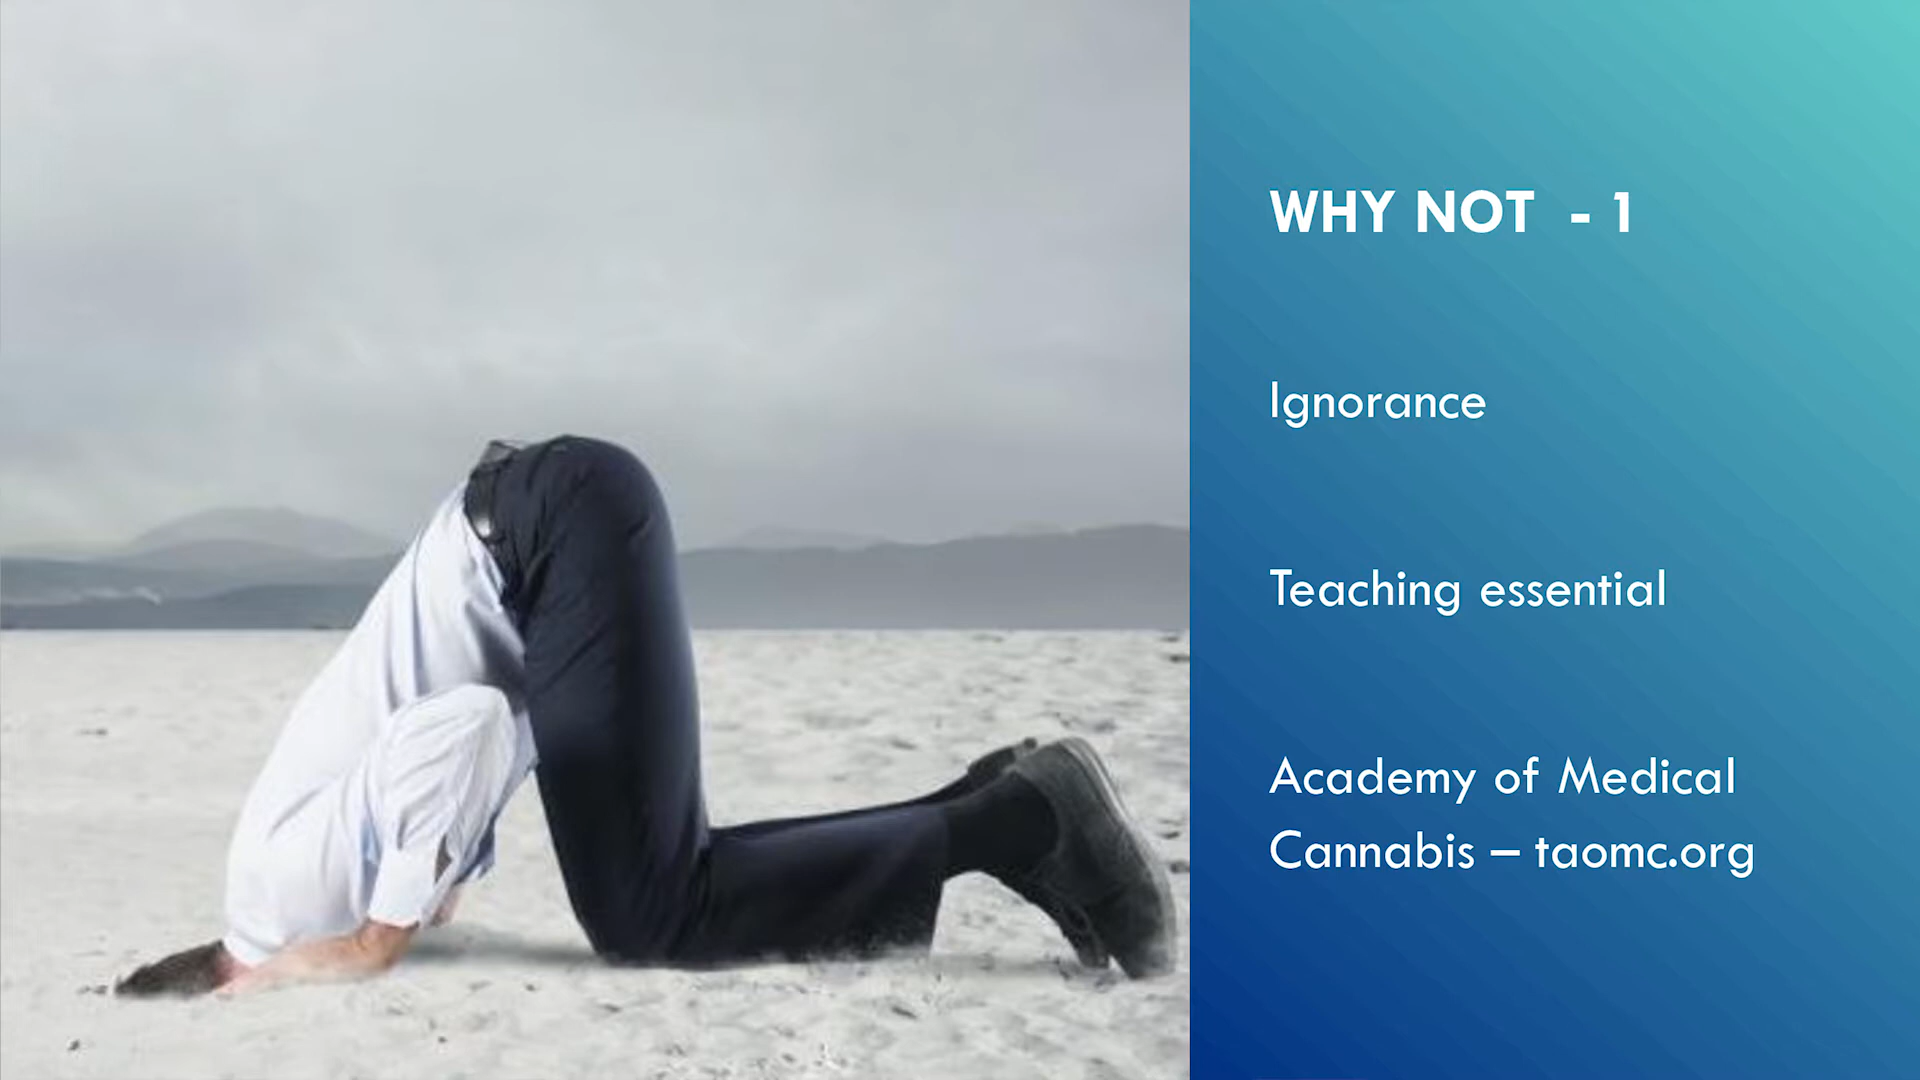 WHY NOT - 1
Ignorance
Teaching essential
Academy of Medical
Cannabis – taomc.org